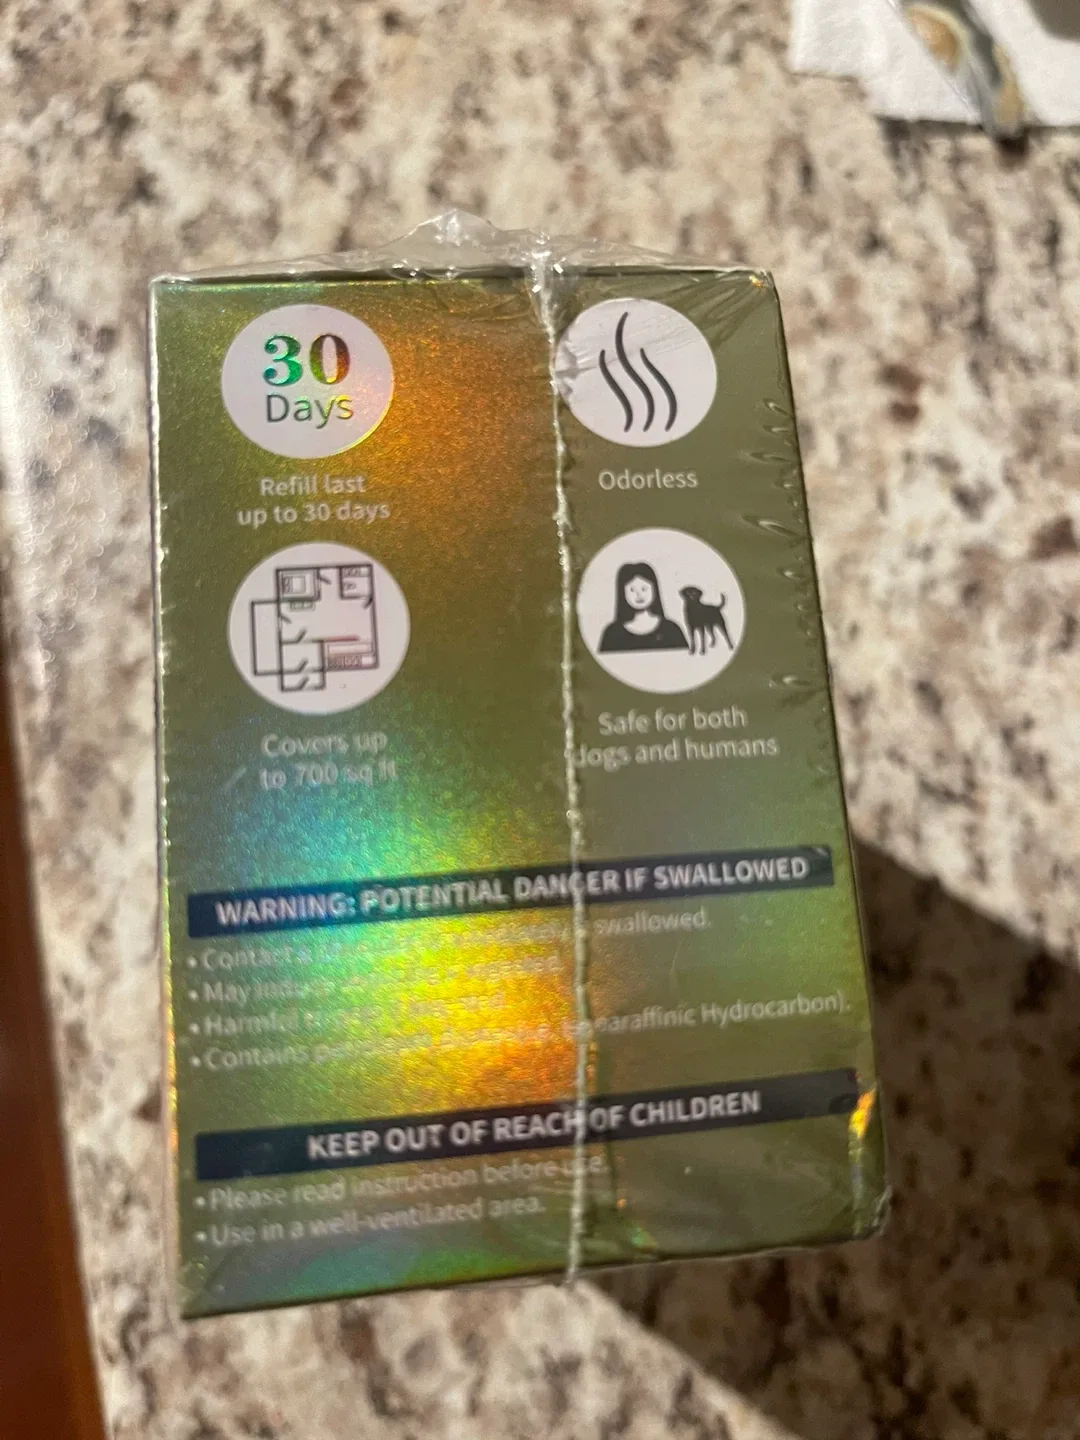 30
Days
Refill last
up to 30 days
Odorless
Covers up
to 700 sq ft
Safe for both
dogs and humans
WARNING: POTENTIAL DANGER IF SWALLOWED
• Contact swallowed.
• May
• Harmful
• Contains petroleum Hydrocarbon).
KEEP OUT OF REACH OF CHILDREN
• Please read instruction before use.
• Use in a well-ventilated area.